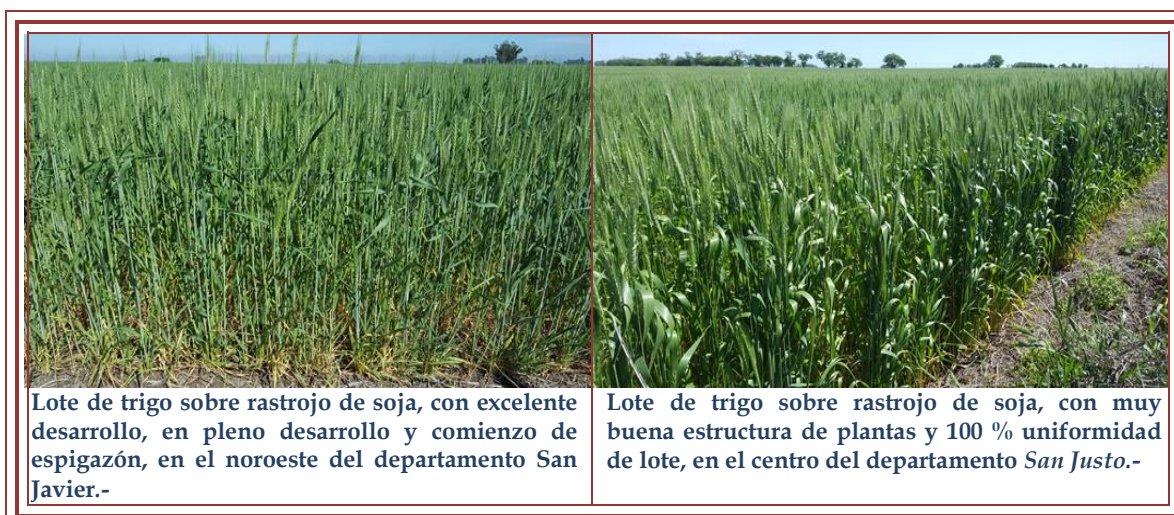 Lote de trigo sobre rastrojo de soja, con excelente
desarrollo, en pleno desarrollo y comienzo de
espigazón, en el noroeste del departamento San
Javier.-
Lote de trigo sobre rastrojo de soja, con muy
buena estructura de plantas y 100 % uniformidad
de lote, en el centro del departamento San Justo.-